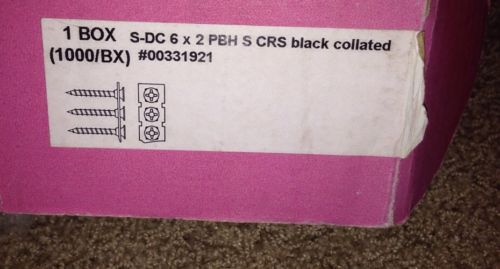 1 BOX S-DC 6 x 2 PBH S CRS black collated
(1000/BX) #00331921